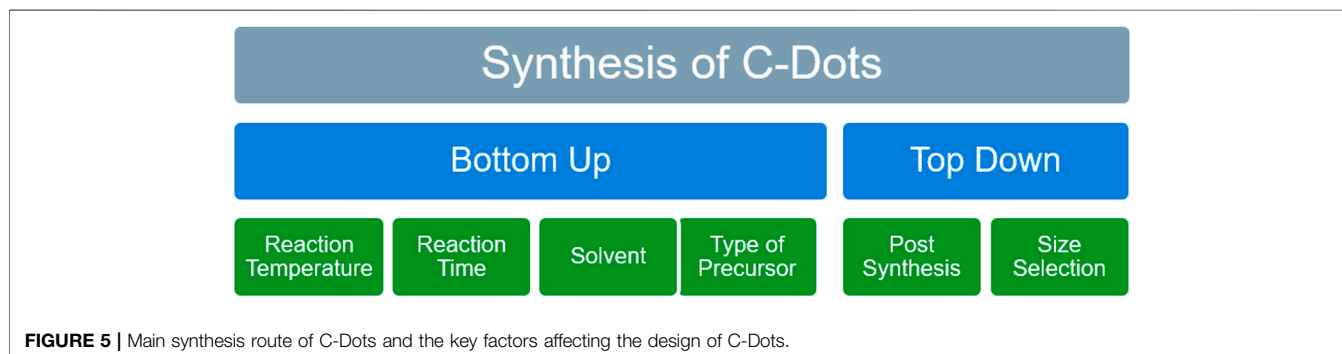 Synthesis of C-Dots
Bottom Up
Top Down
Reaction
Temperature
Reaction
Time
Solvent
Type of
Precursor
Post
Synthesis
Size
Selection
FIGURE 5 | Main synthesis route of C-Dots and the key factors affecting the design of C-Dots.